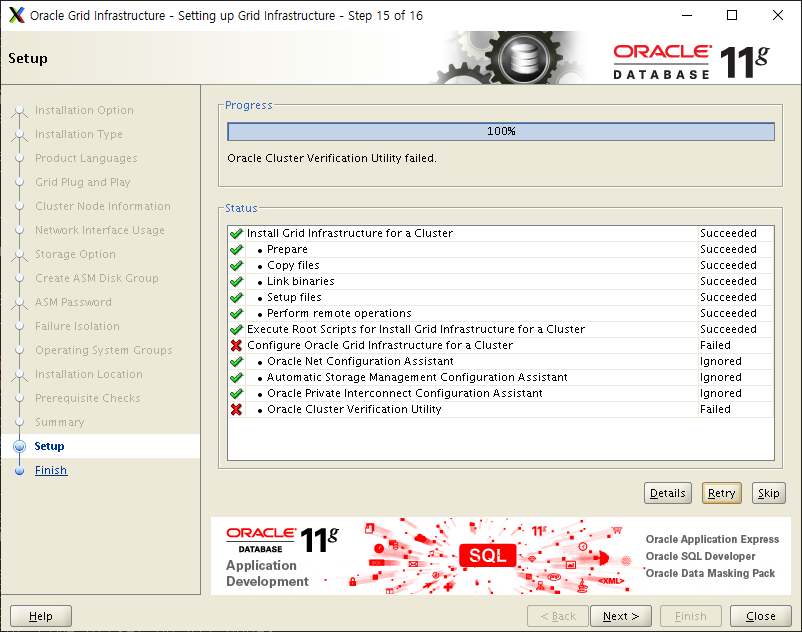 Oracle Grid Infrastructure - Setting up Grid Infrastructure - Step 15 of 16
Setup
ORACLE
DATABASE
11g
Installation Option
Installation Type
Product Languages
Grid Plug and Play
Cluster Node Information
Network Interface Usage
Storage Option
Create ASM Disk Group
ASM Password
Failure Isolation
Operating System Groups
Installation Location
Prerequisite Checks
Summary
Setup
Finish
Progress
100%
Oracle Cluster Verification Utility failed.
Status
Install Grid Infrastructure for a Cluster Succeeded
• Prepare Succeeded
• Copy files Succeeded
• Link binaries Succeeded
• Setup files Succeeded
• Perform remote operations Succeeded
Execute Root Scripts for Install Grid Infrastructure for a Cluster Succeeded
Configure Oracle Grid Infrastructure for a Cluster Failed
• Oracle Net Configuration Assistant Ignored
• Automatic Storage Management Configuration Assistant Ignored
• Oracle Private Interconnect Configuration Assistant Ignored
• Oracle Cluster Verification Utility Failed
Details Retry Skip
ORACLE
DATABASE
11g
Application
Development
SQL
11g
<XML>
Oracle Application Express
Oracle SQL Developer
Oracle Data Masking Pack
Help < Back Next > Finish Close